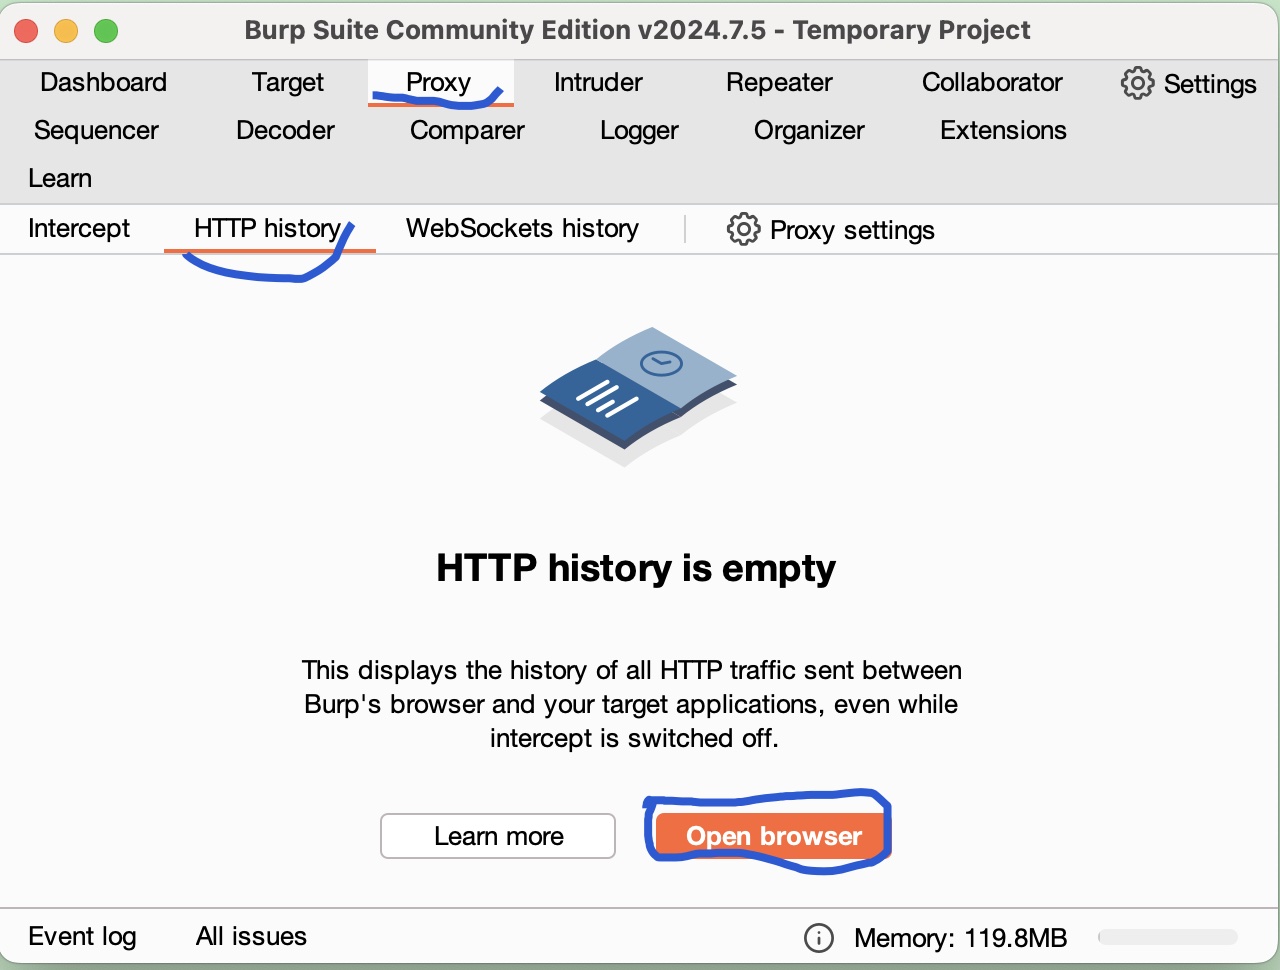 Burp Suite Community Edition v2024.7.5 - Temporary Project
Dashboard Target Proxy Intruder Repeater Collaborator Settings
Sequencer Decoder Comparer Logger Organizer Extensions
Learn
Intercept HTTP history WebSockets history Proxy settings
HTTP history is empty
This displays the history of all HTTP traffic sent between
Burp's browser and your target applications, even while
intercept is switched off.
Learn more Open browser
Event log All issues Memory: 119.8MB